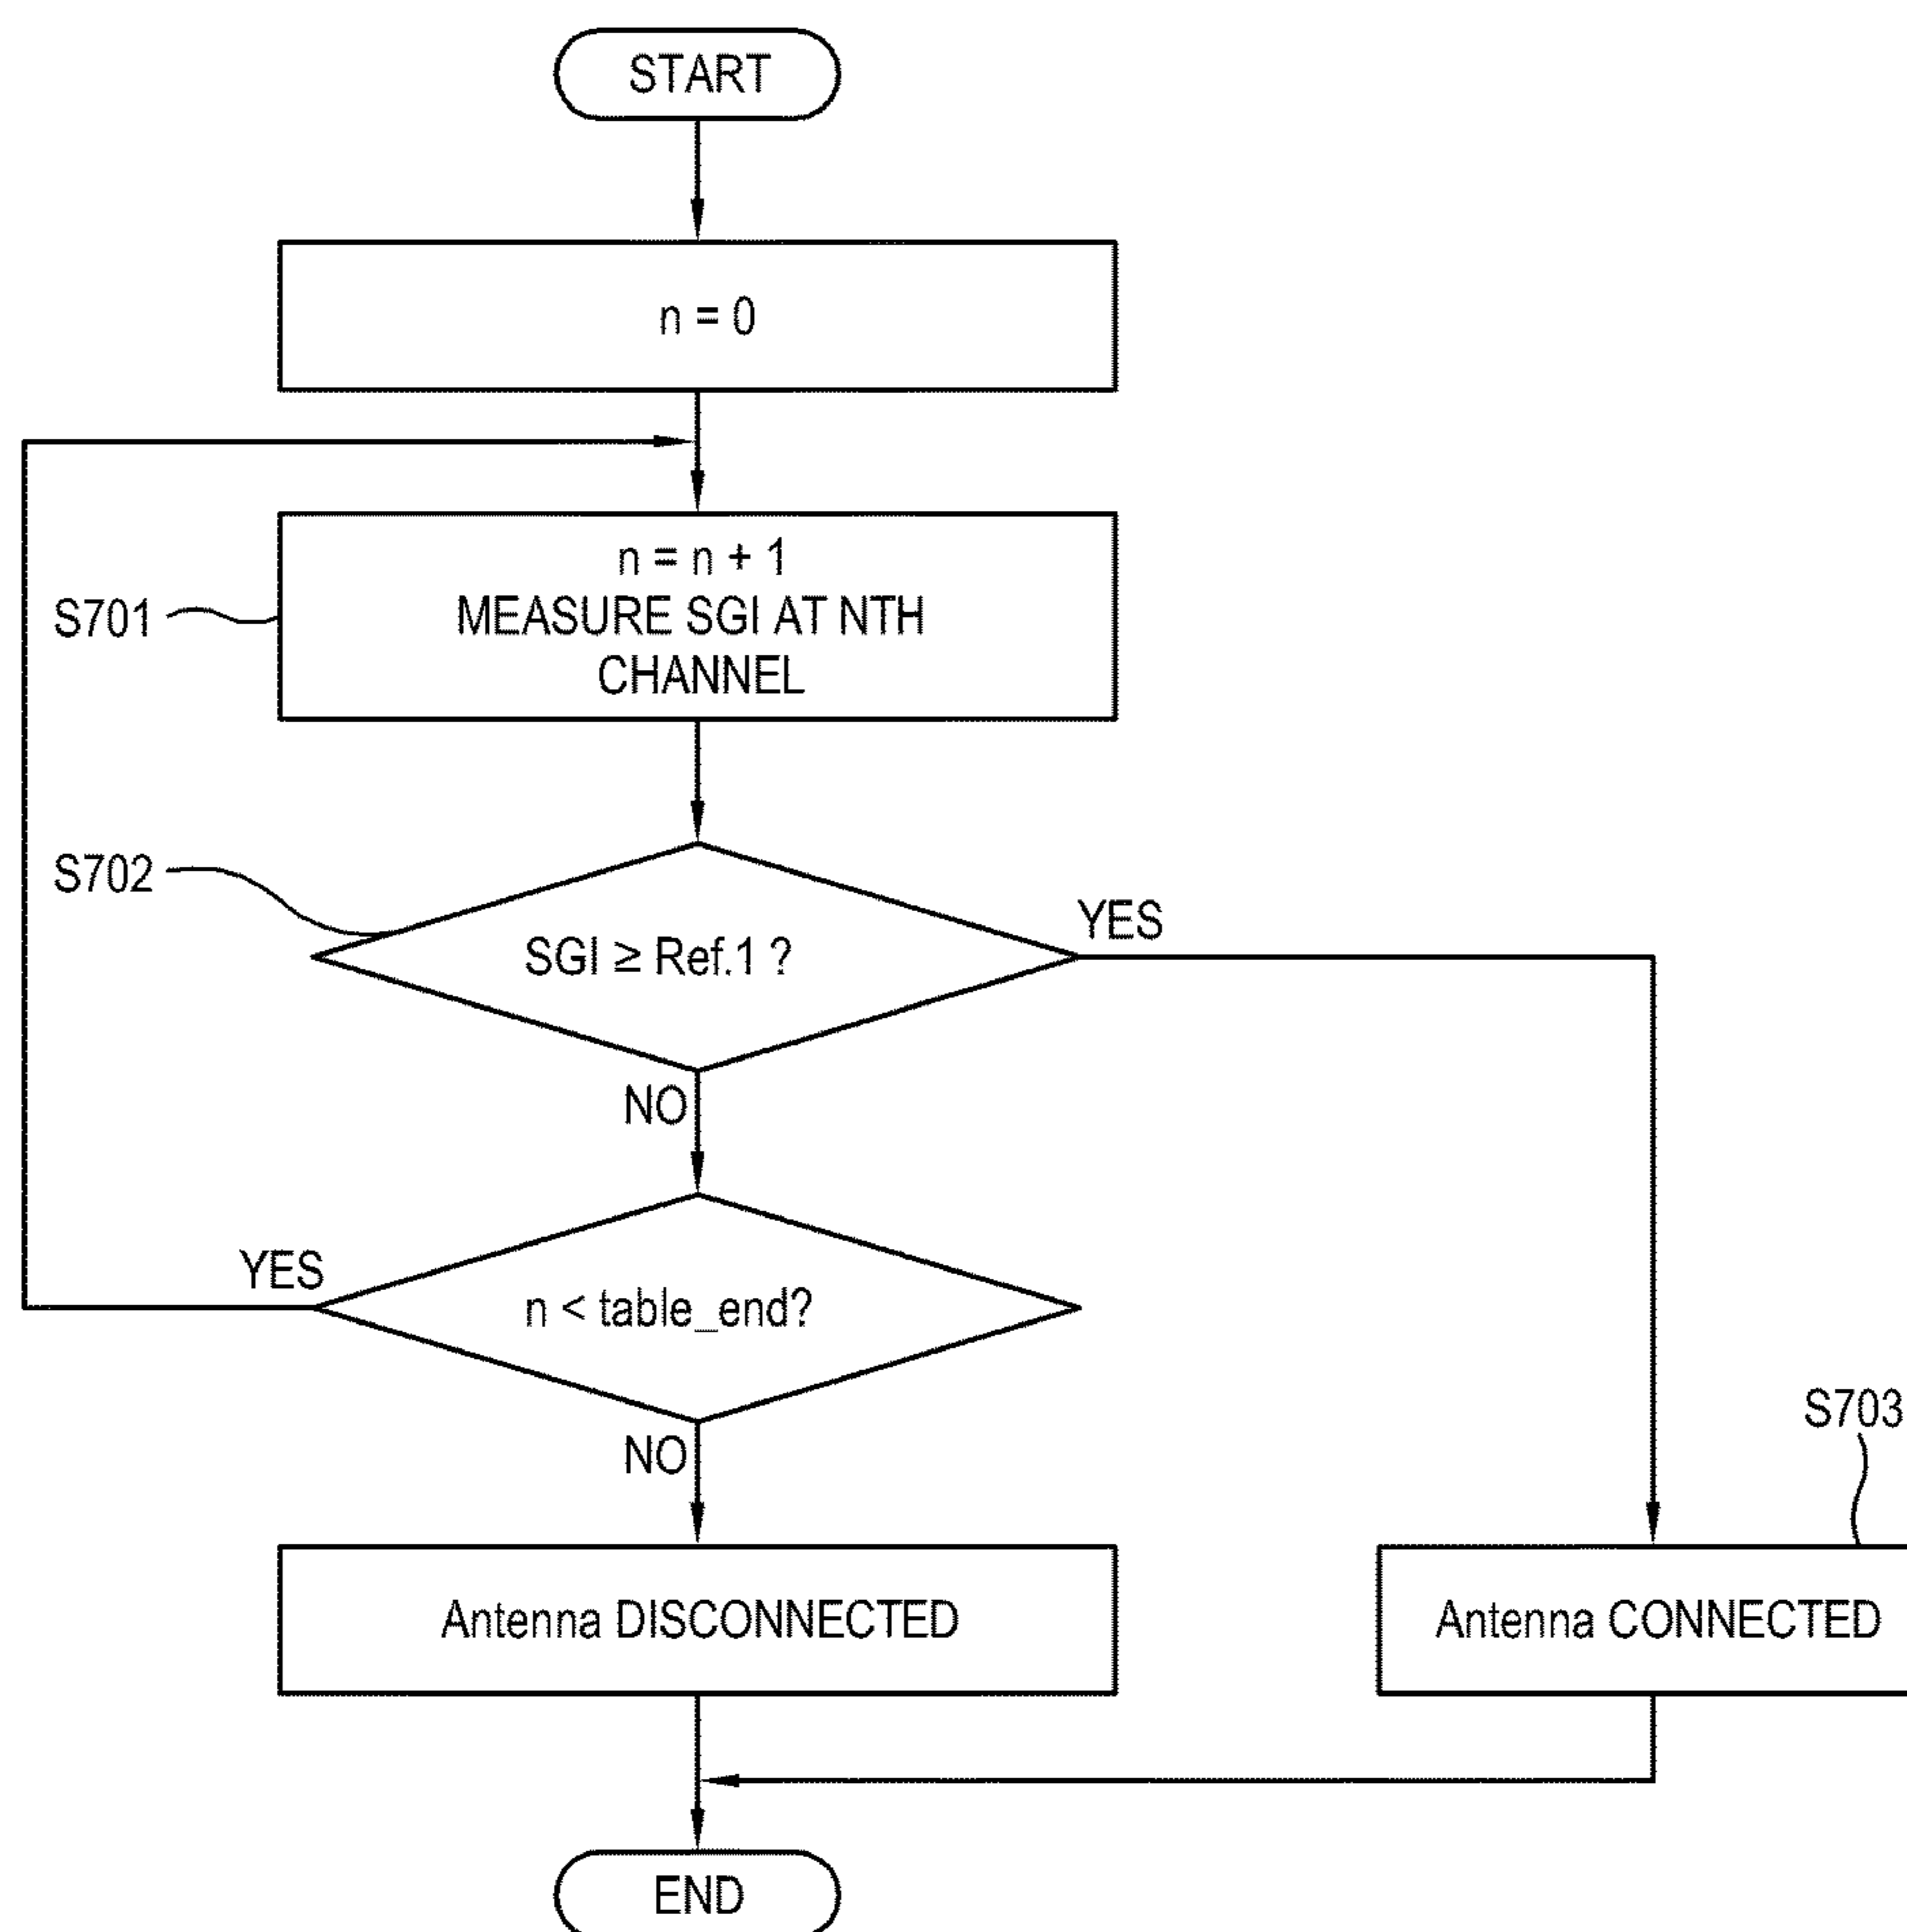 START
n = 0
n = n + 1
S701
MEASURE SGI AT NTH
CHANNEL
S702
YES
SGI ≥ Ref.1 ?
NO
YES
n < table_end?
S703
NO
Antenna DISCONNECTED
Antenna CONNECTED
END